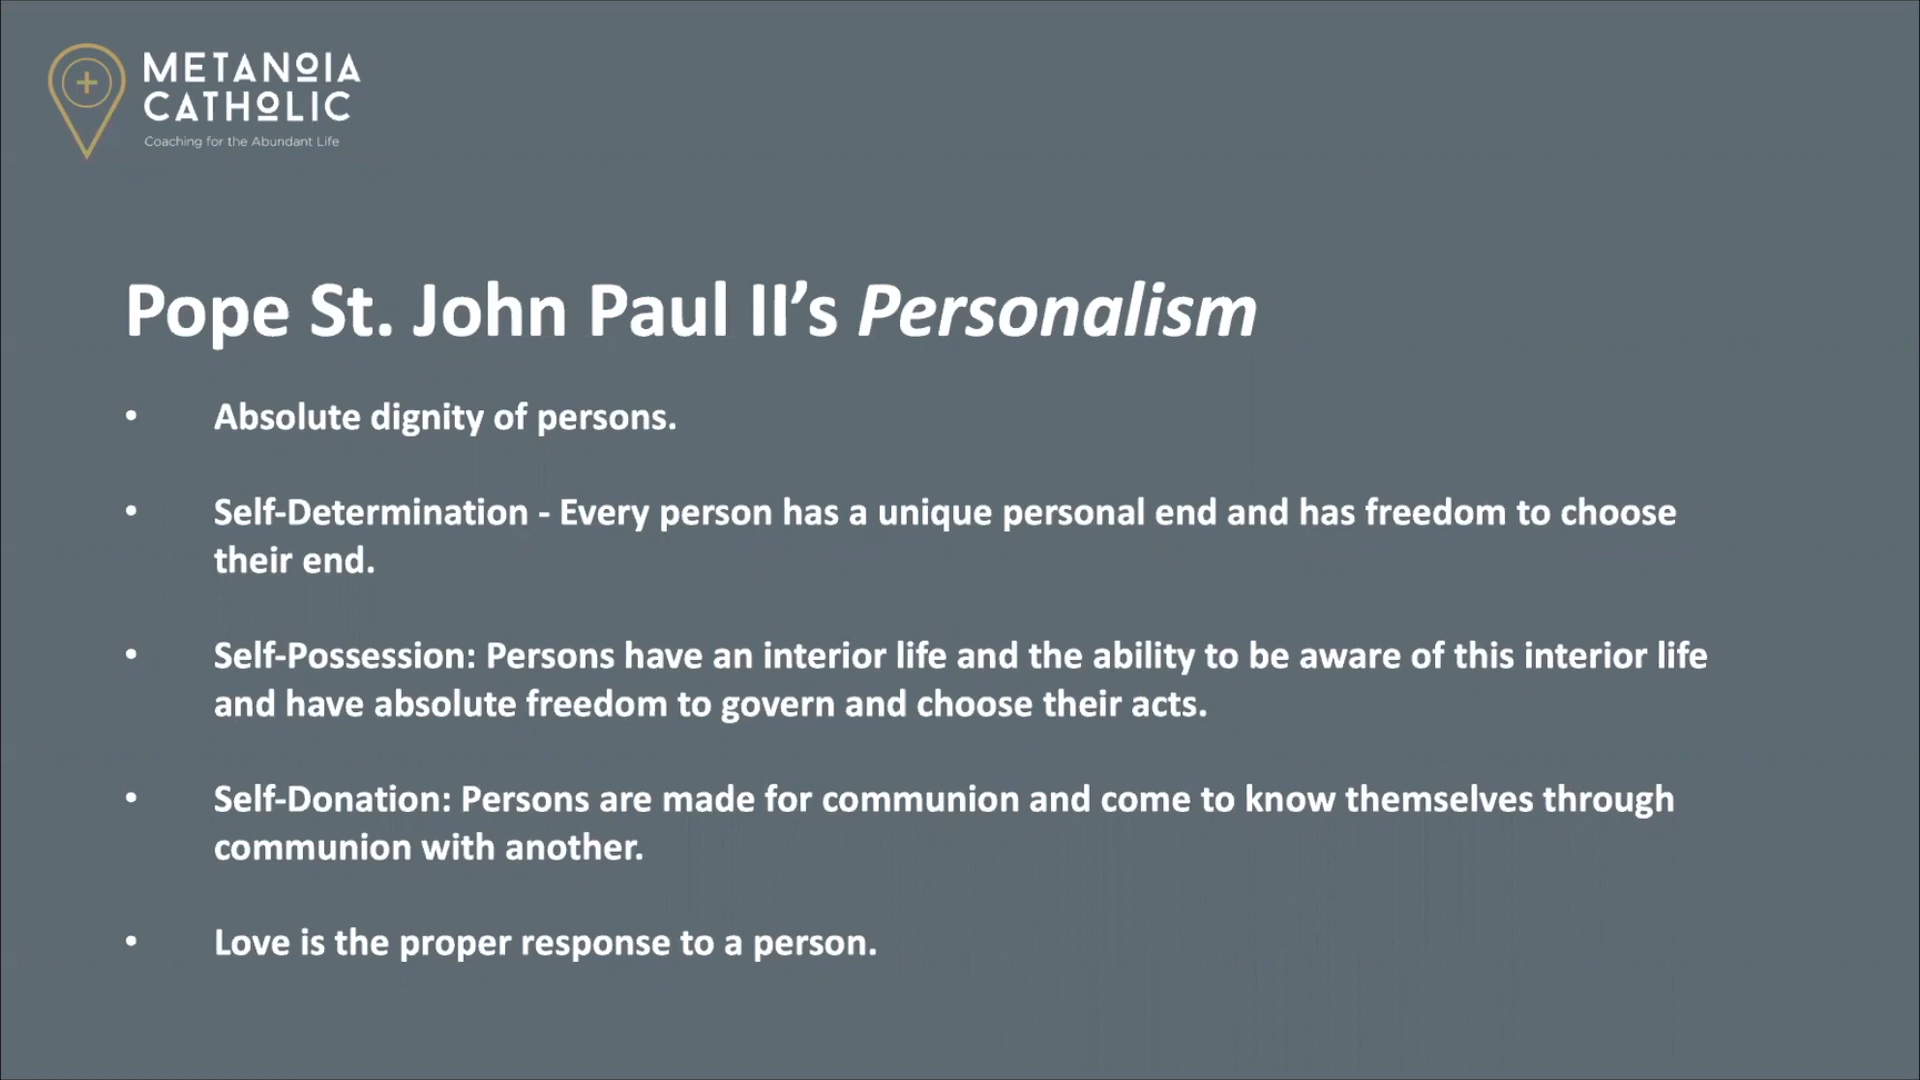 METANOIA
CATHOLIC
Coaching for the Abundant Life
Pope St. John Paul II’s Personalism
• Absolute dignity of persons.
• Self-Determination - Every person has a unique personal end and has freedom to choose
their end.
• Self-Possession: Persons have an interior life and the ability to be aware of this interior life
and have absolute freedom to govern and choose their acts.
• Self-Donation: Persons are made for communion and come to know themselves through
communion with another.
• Love is the proper response to a person.